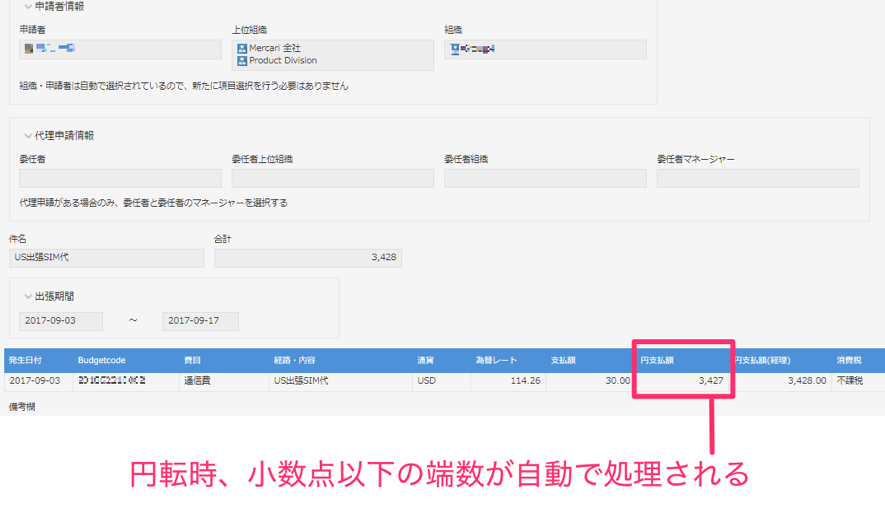 申請者情報
申請者 上位組織 組織
Mercari 全社
Product Division
組織・申請者は自動で選択されているので、新たに項目選択を行う必要はありません
代理申請情報
委任者 委任者上位組織 委任者組織 委任者マネージャー
代理申請がある場合のみ、委任者と委任者のマネージャーを選択する
件名 合計
US出張SIM代 3,428
出張期間
2017-09-03 ～ 2017-09-17
発生日付 Budgetcode 費目 経路・内容 通貨 為替レート 支払額 円支払額 円支払額(経理) 消費税
2017-09-03 通信費 US出張SIM代 USD 114.26 30.00 3,427 3,428.00 不課税
備考欄
円転時、小数点以下の端数が自動で処理される